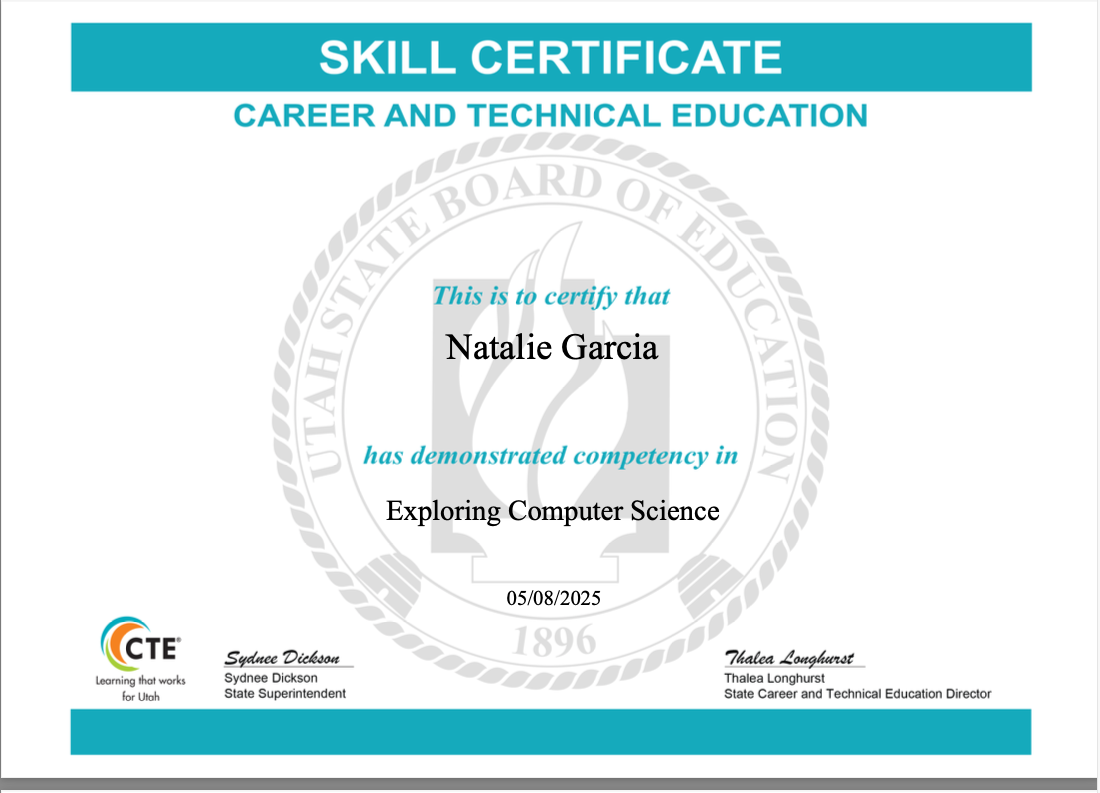 SKILL CERTIFICATE
CAREER AND TECHNICAL EDUCATION
UTAH STATE BOARD OF EDUCATION
This is to certify that
Natalie Garcia
has demonstrated competency in
Exploring Computer Science
05/08/2025
1896
CTE®
Learning that works
for Utah
Sydnee Dickson
Sydnee Dickson
State Superintendent
Thalea Longhurst
Thalea Longhurst
State Career and Technical Education Director